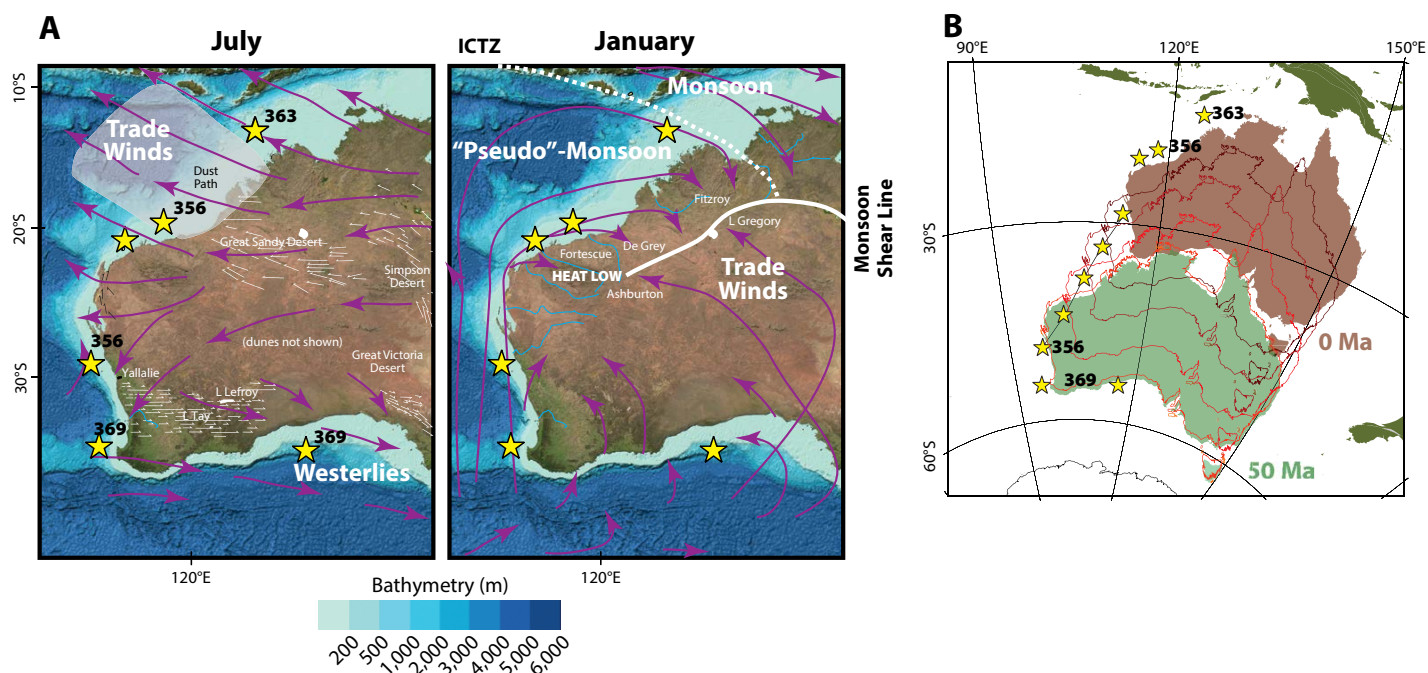 A
July
10°S
20°S
30°S
363
Trade
Winds
Dust
Path
356
Great Sandy Desert
Simpson
Desert
(dunes not shown)
Great Victoria
Desert
356
Yallalie
L Lefroy
L Tay
369
369
Westerlies
120°E
ICTZ
January
Monsoon
“Pseudo”-Monsoon
Fitzroy
L Gregory
De Grey
Fortescue
HEAT LOW
Ashburton
Trade
Winds
Monsoon
Shear Line
120°E
Bathymetry (m)
200
500
1,000
2,000
3,000
4,000
5,000
6,000
B
90°E
120°E
150°E
30°S
60°S
363
356
356
369
0 Ma
50 Ma